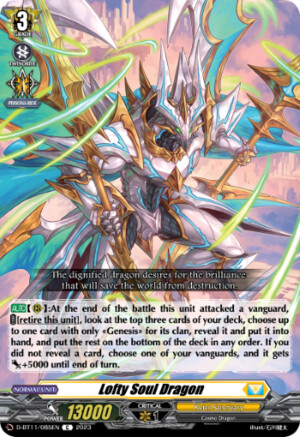 3
GRADE
TWIN DRIVE
PERSONA RIDE
The dignified dragon desires for the brilliance
that will save the world from destruction.
AUTO :At the end of the battle this unit attacked a vanguard,
[retire this unit], look at the top three cards of your deck, choose up
to one card with only «Genesis» for its clan, reveal it and put it into
hand, and put the rest on the bottom of the deck in any order. If you
did not reveal a card, choose one of your vanguards, and it gets
+5000 until end of turn.
NORMAL UNIT
Lofty Soul Dragon
POWER 13000
CRITICAL
1
Cosmo Dragon
D-BT11/085EN C 2023